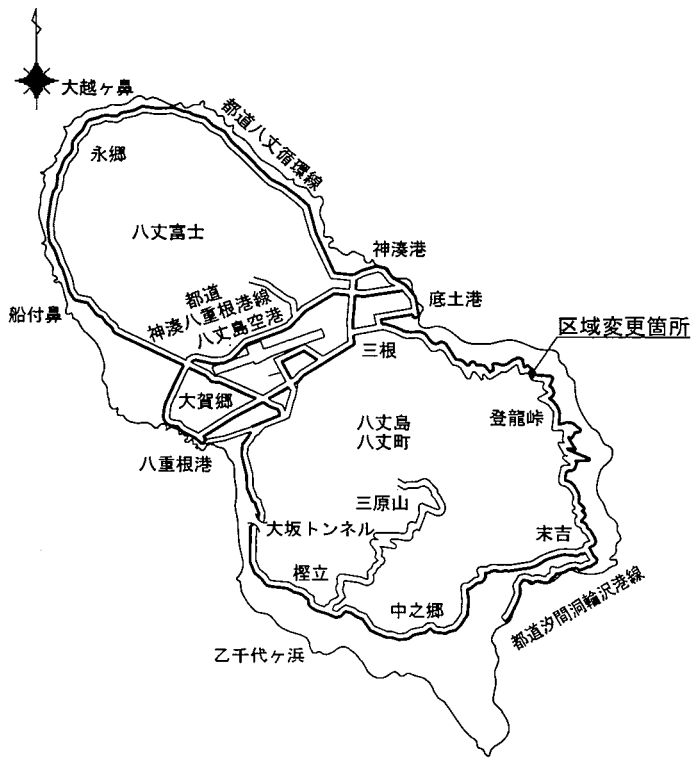 大越ヶ鼻
都道八丈循環線
永郷
八丈富士
神湊港
都道
神湊八重根港線
八丈島空港
底土港
船付鼻
区域変更箇所
三根
大賀郷
登龍峠
八丈島
八丈町
八重根港
三原山
大坂トンネル
末吉
樫立
中之郷
都道汐間洞輪沢港線
乙千代ヶ浜